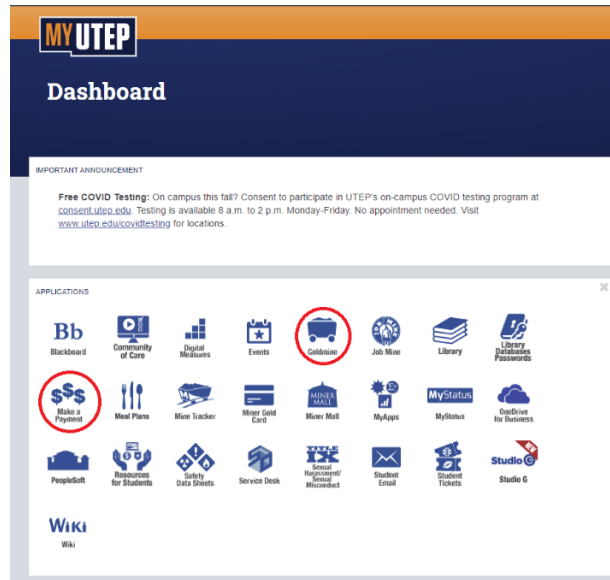 MY UTEP
Dashboard
IMPORTANT ANNOUNCEMENT
Free COVID Testing: On campus this fall? Consent to participate in UTEP's on-campus COVID testing program at
consent.utep.edu. Testing is available 8 a.m. to 2 p.m. Monday-Friday. No appointment needed. Visit
www.utep.edu/covidtesting for locations.
APPLICATIONS
Bb
Blackboard
Community
of Care
Digital
Measures
Events
Goldmine
Job Mine
Library
Library
Databases
Passwords
$$$
Make a
Payment
Meal Plans
Mine Tracker
Miner Gold
Card
MINER
MALL
Miner Mall
MyApps
MyStatus
MyStatus
OneDrive
for Business
PeopleSoft
Resources
for Students
Safety
Data Sheets
Service Desk
TITLE
IX
Sexual
Harassment/
Sexual
Misconduct
Student
Email
Student
Tickets
Studio G
Studio G
WIKI
Wiki